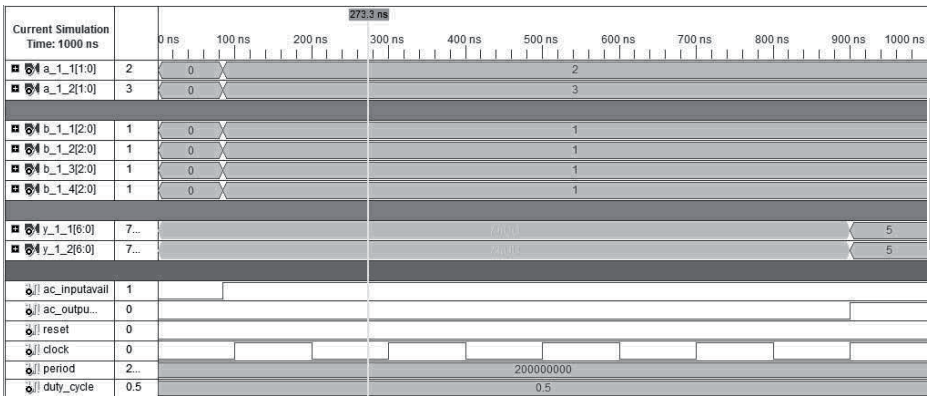 273.3 ns
Current Simulation
Time: 1000 ns
0 ns 100 ns 200 ns 300 ns 400 ns 500 ns 600 ns 700 ns 800 ns 900 ns 1000 ns
a_1_1[1:0] 2 0 2
a_1_2[1:0] 3 0 3
b_1_1[2:0] 1 0 1
b_1_2[2:0] 1 0 1
b_1_3[2:0] 1 0 1
b_1_4[2:0] 1 0 1
y_1_1[6:0] 7... 5
y_1_2[6:0] 7... 5
ac_inputavail 1
ac_outpu... 0
reset 0
clock 0
period 2... 200000000
duty_cycle 0.5 0.5